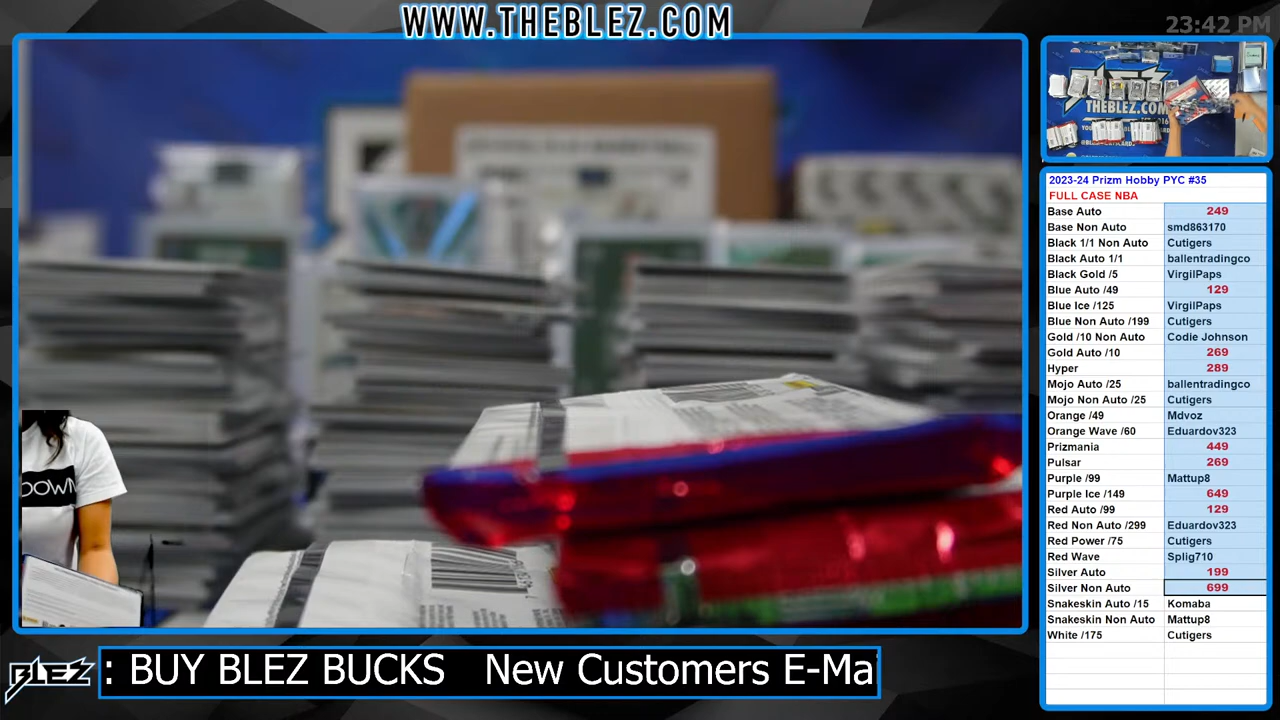 WWW.THEBLEZ.COM
23:42 PM
BLEZ
THEBLEZ.COM
2023-24 Prizm Hobby PYC #35
FULL CASE NBA
Base Auto 249
Base Non Auto smd863170
Black 1/1 Non Auto Cutigers
Black Auto 1/1 ballentradingco
Black Gold /5 VirgilPaps
Blue Auto /49 129
Blue Ice /125 VirgilPaps
Blue Non Auto /199 Cutigers
Gold /10 Non Auto Codie Johnson
Gold Auto /10 269
Hyper 289
Mojo Auto /25 ballentradingco
Mojo Non Auto /25 Cutigers
Orange /49 Mdvoz
Orange Wave /60 Eduardov323
Prizmania 449
Pulsar 269
Purple /99 Mattup8
Purple Ice /149 649
Red Auto /99 129
Red Non Auto /299 Eduardov323
Red Power /75 Cutigers
Red Wave Splig710
Silver Auto 199
Silver Non Auto 699
Snakeskin Auto /15 Komaba
Snakeskin Non Auto Mattup8
White /175 Cutigers
DOWN
BLEZ : BUY BLEZ BUCKS New Customers E-Ma